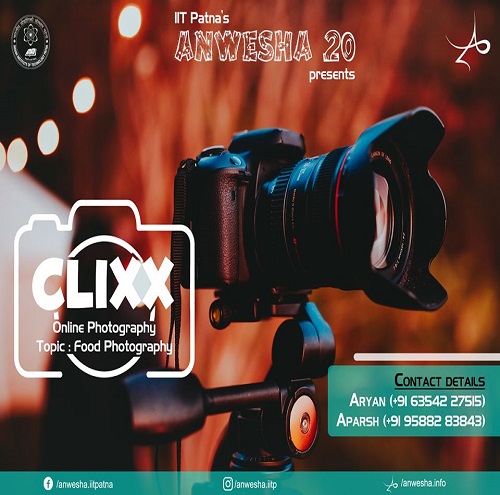 IIT Patna's
ANWESHA 20
presents
CLIXX
Online Photography
Topic : Food Photography
CONTACT DETAILS
ARYAN (+91 63542 27515)
APARSH (+91 95882 83843)
/anwesha.iitpatna
/anwesha.iitp
/anwesha.info